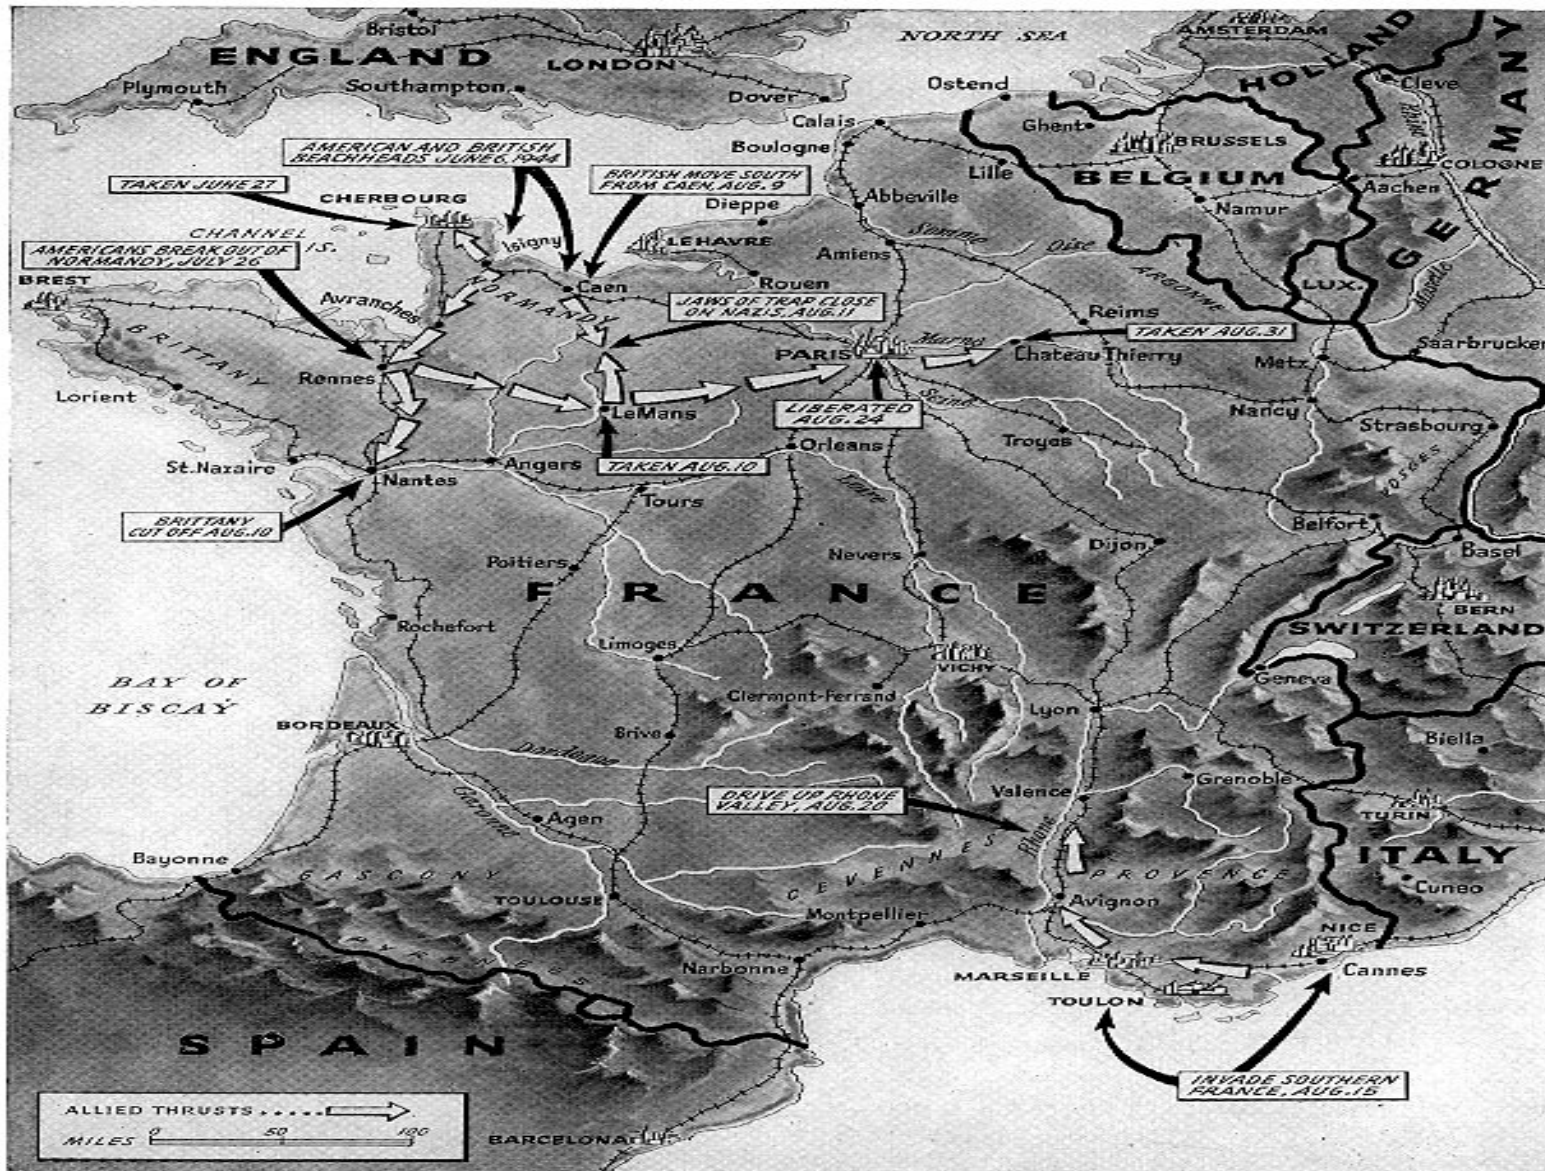 Bristol
ENGLAND
LONDON
Plymouth
Southampton
Dover
NORTH SEA
AMSTERDAM
HOLLAND
GERMANY
Cleve
Rhine
COLOGNE
Ostend
Ghent
BRUSSELS
BELGIUM
Aachen
Namur
Calais
Boulogne
Lille
Abbeville
Dieppe
AMERICAN AND BRITISH
BEACHHEADS JUNE 6, 1944
BRITISH MOVE SOUTH
FROM CAEN, AUG. 9
TAKEN JUNE 27
CHERBOURG
CHANNEL
IS.
AMERICANS BREAK OUT OF
NORMANDY, JULY 26
Isigny
LE HAVRE
Amiens
Somme
Oise
ARGONNE
LUX.
Moselle
BREST
Avranches
NORMANDY
Caen
Rouen
JAWS OF TRAP CLOSE
ON NAZIS, AUG. 11
Reims
TAKEN AUG. 31
BRITTANY
PARIS
Marne
Chateau Thierry
Metz
Saarbrucken
Rennes
Lorient
LeMans
LIBERATED
AUG. 24
Seine
Troyes
Nancy
Strasbourg
VOSGES
St. Nazaire
Nantes
Angers
TAKEN AUG. 10
Orleans
Tours
Loire
BRITTANY
CUT OFF AUG. 10
Belfort
Basel
Poitiers
Nevers
Dijon
FRANCE
BERN
SWITZERLAND
Rochefort
Limoges
VICHY
Geneva
Clermont-Ferrand
BAY OF
BISCAY
BORDEAUX
Lyon
Brive
Biella
Dordogne
Grenoble
DRIVE UP RHONE
VALLEY, AUG. 20
Valence
TURIN
Garonne
Agen
Rhone
ITALY
Bayonne
GASCONY
CEVENNES
PROVENCE
Cuneo
TOULOUSE
Montpellier
Avignon
NICE
PYRENEES
Narbonne
MARSEILLE
Cannes
TOULON
SPAIN
INVADE SOUTHERN
FRANCE, AUG. 15
ALLIED THRUSTS.....
MILES 0 50 100
BARCELONA